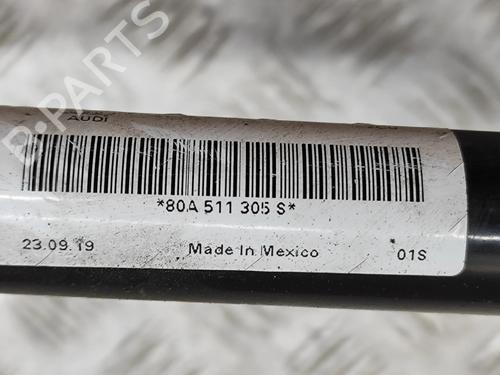 B-PARTS
AUDI
*80A 511 305 S*
23.09.19 Made In Mexico 01S